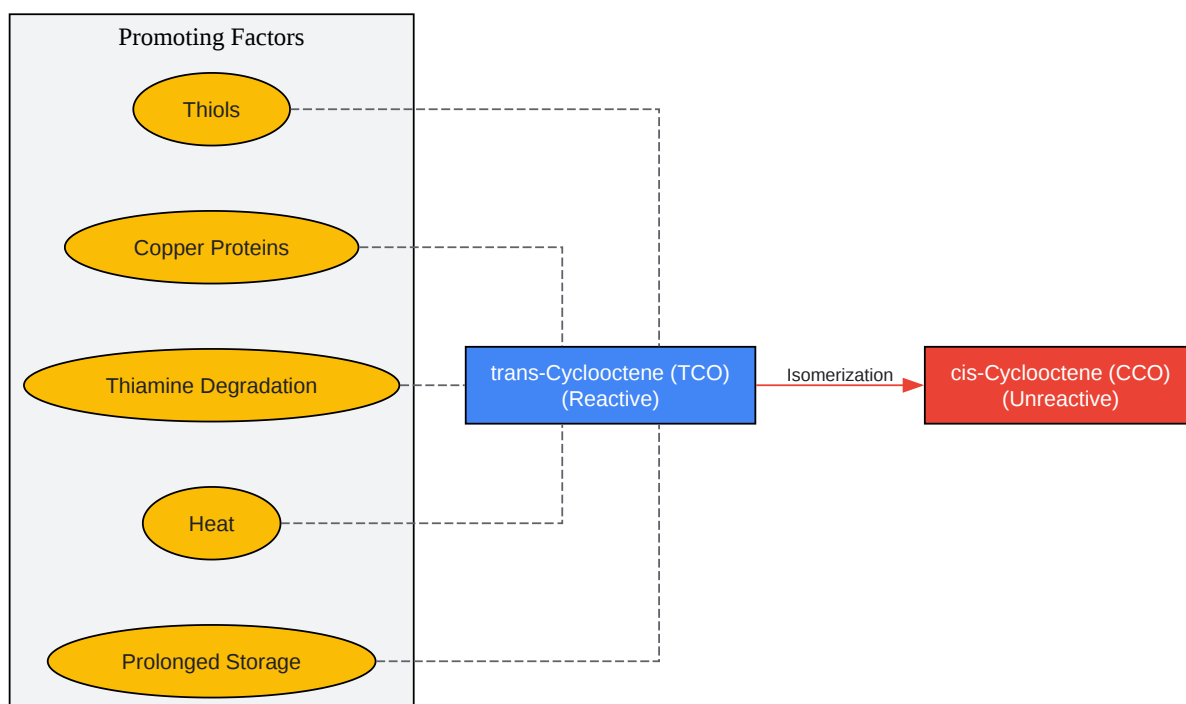 Promoting Factors
Thiols
Copper Proteins
Thiamine Degradation
Heat
Prolonged Storage
trans-Cyclooctene (TCO)
(Reactive)
Isomerization
cis-Cyclooctene (CCO)
(Unreactive)